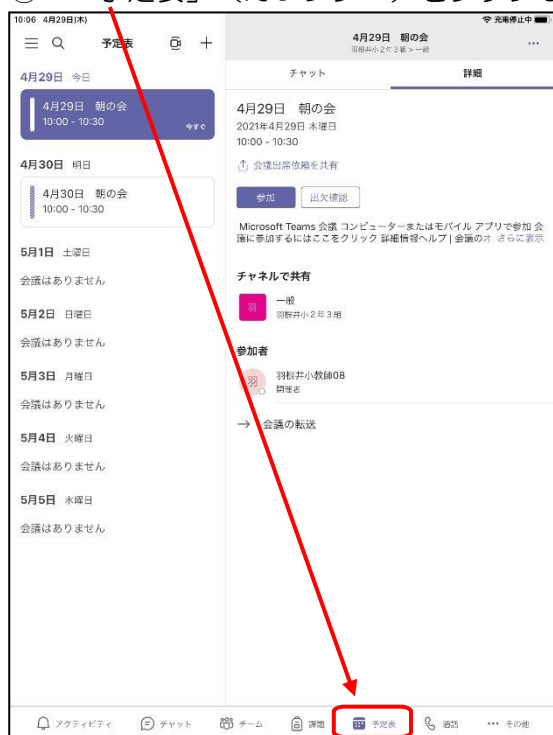 10:06 4月29日(木)
充電停止中
予定表
4月29日 今日
4月29日 朝の会
10:00 - 10:30
今すぐ
4月30日 明日
4月30日 朝の会
10:00 - 10:30
5月1日 土曜日
会議はありません
5月2日 日曜日
会議はありません
5月3日 月曜日
会議はありません
5月4日 火曜日
会議はありません
5月5日 水曜日
会議はありません
4月29日 朝の会
羽根井小2年3組 > 一般
チャット
詳細
4月29日 朝の会
2021年4月29日 木曜日
10:00 - 10:30
会議出席依頼を共有
参加
出欠確認
Microsoft Teams 会議 コンピューターまたはモバイル アプリで参加 会
議に参加するにはここをクリック 詳細情報ヘルプ | 会議のオ さらに表示
チャネルで共有
羽
一般
羽根井小２年３組
参加者
羽
羽根井小教師08
開催者
→ 会議の転送
アクティビティ
チャット
チーム
課題
予定表
通話
その他